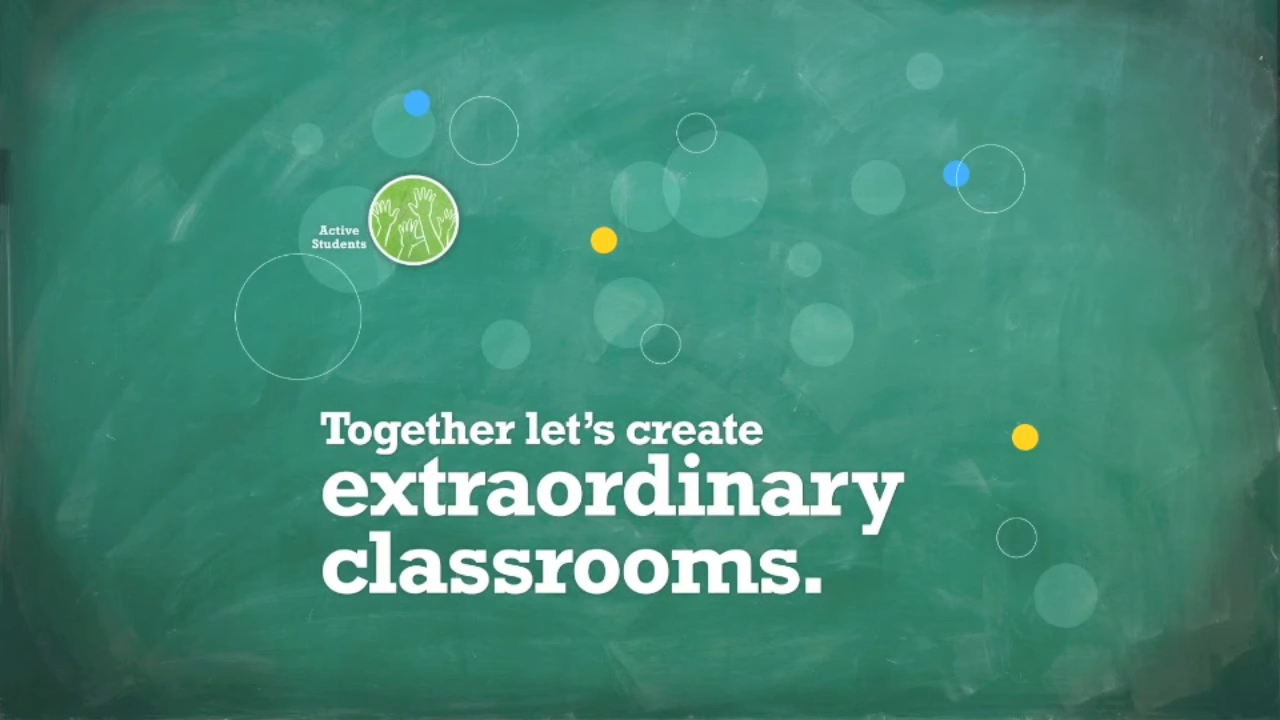 Active
Students
Together let's create
extraordinary
classrooms.